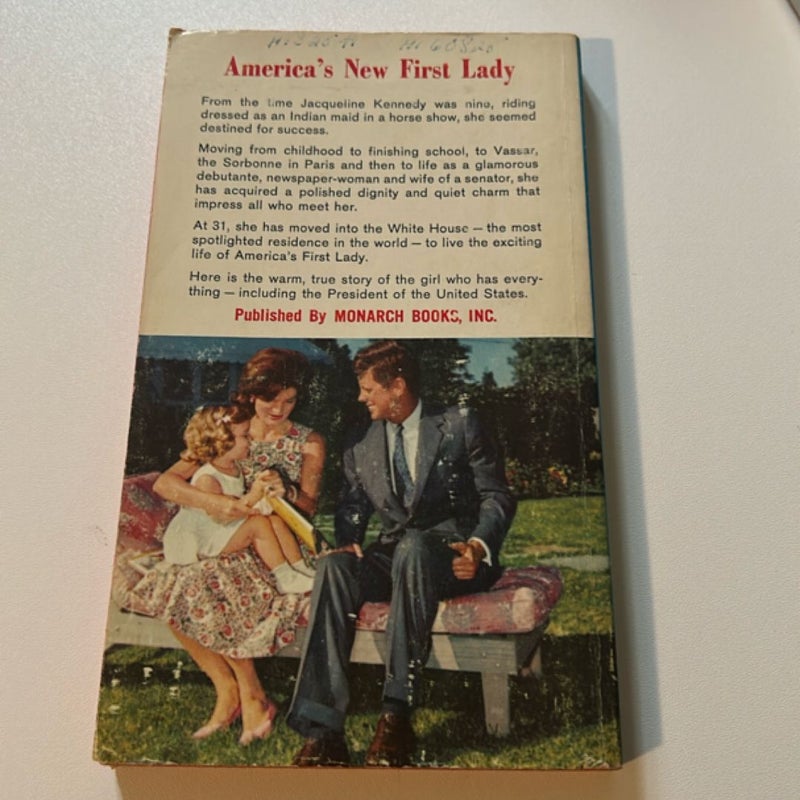 America's New First Lady
From the time Jacqueline Kennedy was nine, riding
dressed as an Indian maid in a horse show, she seemed
destined for success.
Moving from childhood to finishing school, to Vassar,
the Sorbonne in Paris and then to life as a glamorous
debutante, newspaper-woman and wife of a senator, she
has acquired a polished dignity and quiet charm that
impress all who meet her.
At 31, she has moved into the White House — the most
spotlighted residence in the world — to live the exciting
life of America's First Lady.
Here is the warm, true story of the girl who has every-
thing — including the President of the United States.
Published By MONARCH BOOKS, INC.